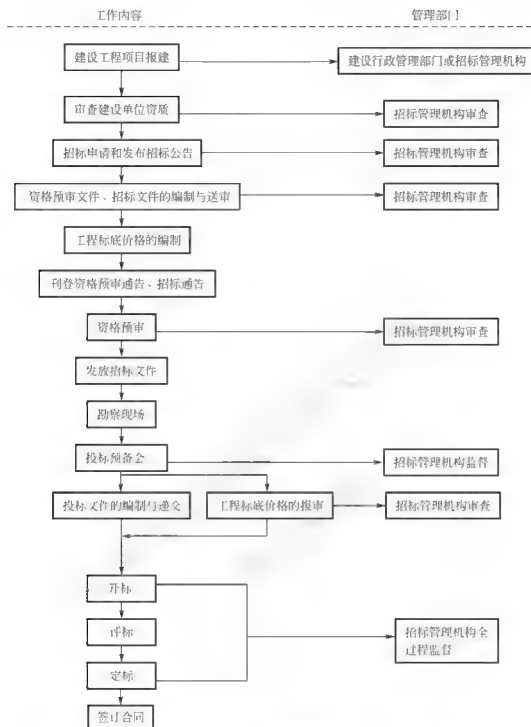 工作内容
管理部门
建设工程项目报建
建设行政管理部门或招标管理机构
审查建设单位资质
招标管理机构审查
招标申请和发布招标公告
招标管理机构审查
资格预审文件、招标文件的编制与送审
招标管理机构审查
工程标底价格的编制
刊登资格预审通告、招标通告
资格预审
招标管理机构审查
发放招标文件
勘察现场
投标预备会
招标管理机构监督
投标文件的编制与递交
工程标底价格的报审
招标管理机构审查
开标
评标
招标管理机构全
过程监督
定标
签订合同